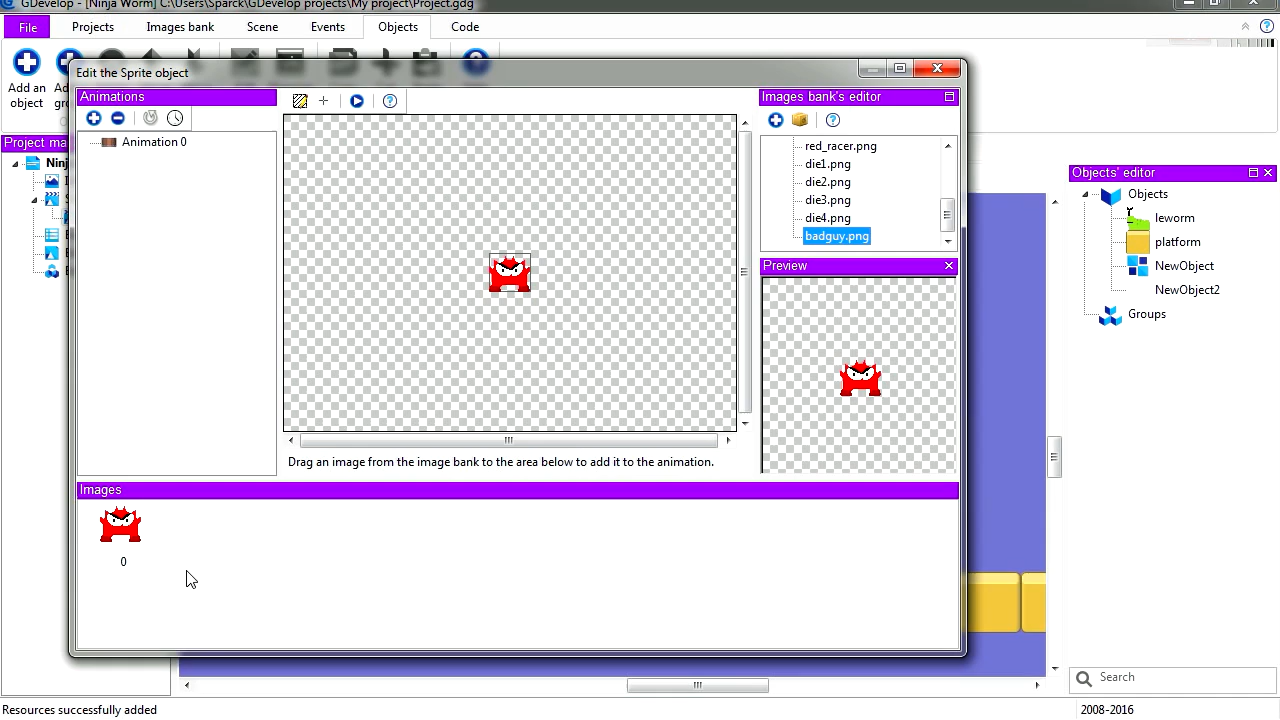 GDevelop - [Ninja Worm] C:\Users\Sparck\GDevelop projects\My project\Project.gdg
File
Projects
Images bank
Scene
Events
Objects
Code
Add an
object
Edit the Sprite object
Animations
Animation 0
Images bank's editor
red_racer.png
die1.png
die2.png
die3.png
die4.png
badguy.png
Preview
Drag an image from the image bank to the area below to add it to the animation.
Images
0
Project ma
Ninj
Objects' editor
Objects
leworm
platform
NewObject
NewObject2
Groups
Search
Resources successfully added
2008-2016